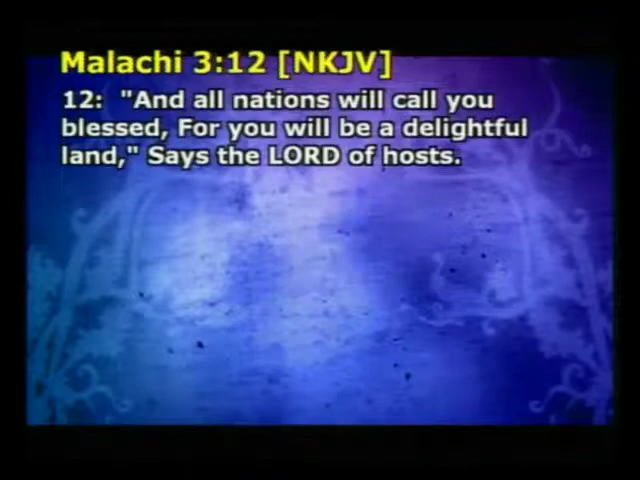 Malachi 3:12 [NKJV]
12:  "And all nations will call you
blessed, For you will be a delightful
land," Says the LORD of hosts.